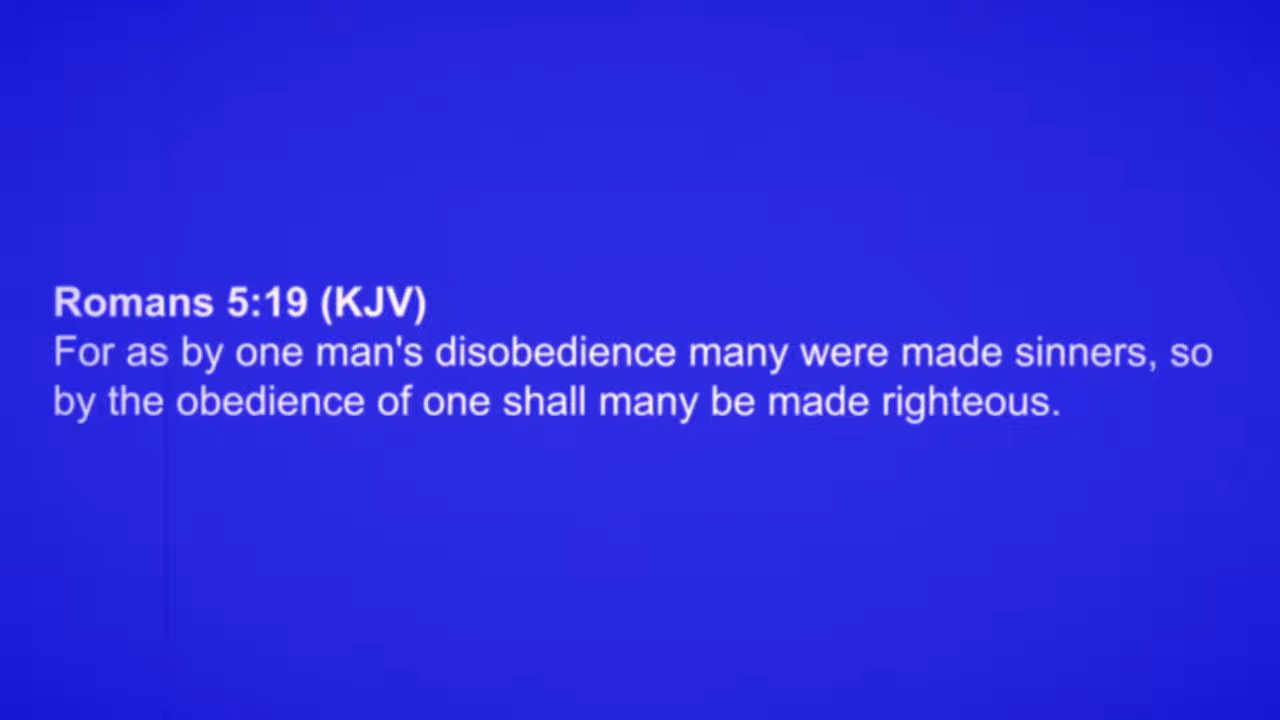 Romans 5:19 (KJV)
For as by one man's disobedience many were made sinners, so
by the obedience of one shall many be made righteous.